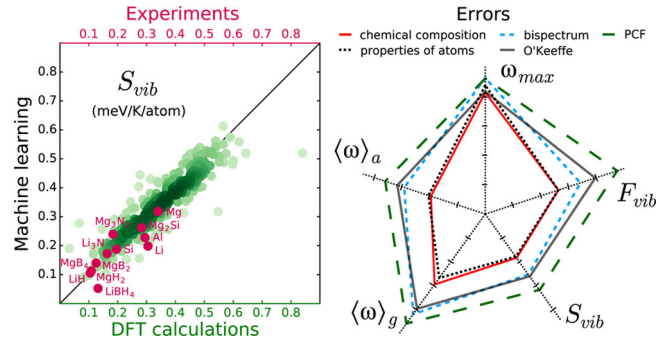 Experiments
0.1 0.2 0.3 0.4 0.5 0.6 0.7 0.8
Machine learning
0.8
0.7
0.6
0.5
0.4
0.3
0.2
0.1
S_vib
(meV/K/atom)
Mg
Mg₃N₂
Mg₂Si
Li₃N
Al
Si
Li
MgB₄
MgB₂
LiH
MgH₂
LiBH₄
0.1 0.2 0.3 0.4 0.5 0.6 0.7 0.8
DFT calculations
Errors
chemical composition
bispectrum
PCF
properties of atoms
O'Keeffe
ω_max
⟨ω⟩_a
F_vib
⟨ω⟩_g
S_vib